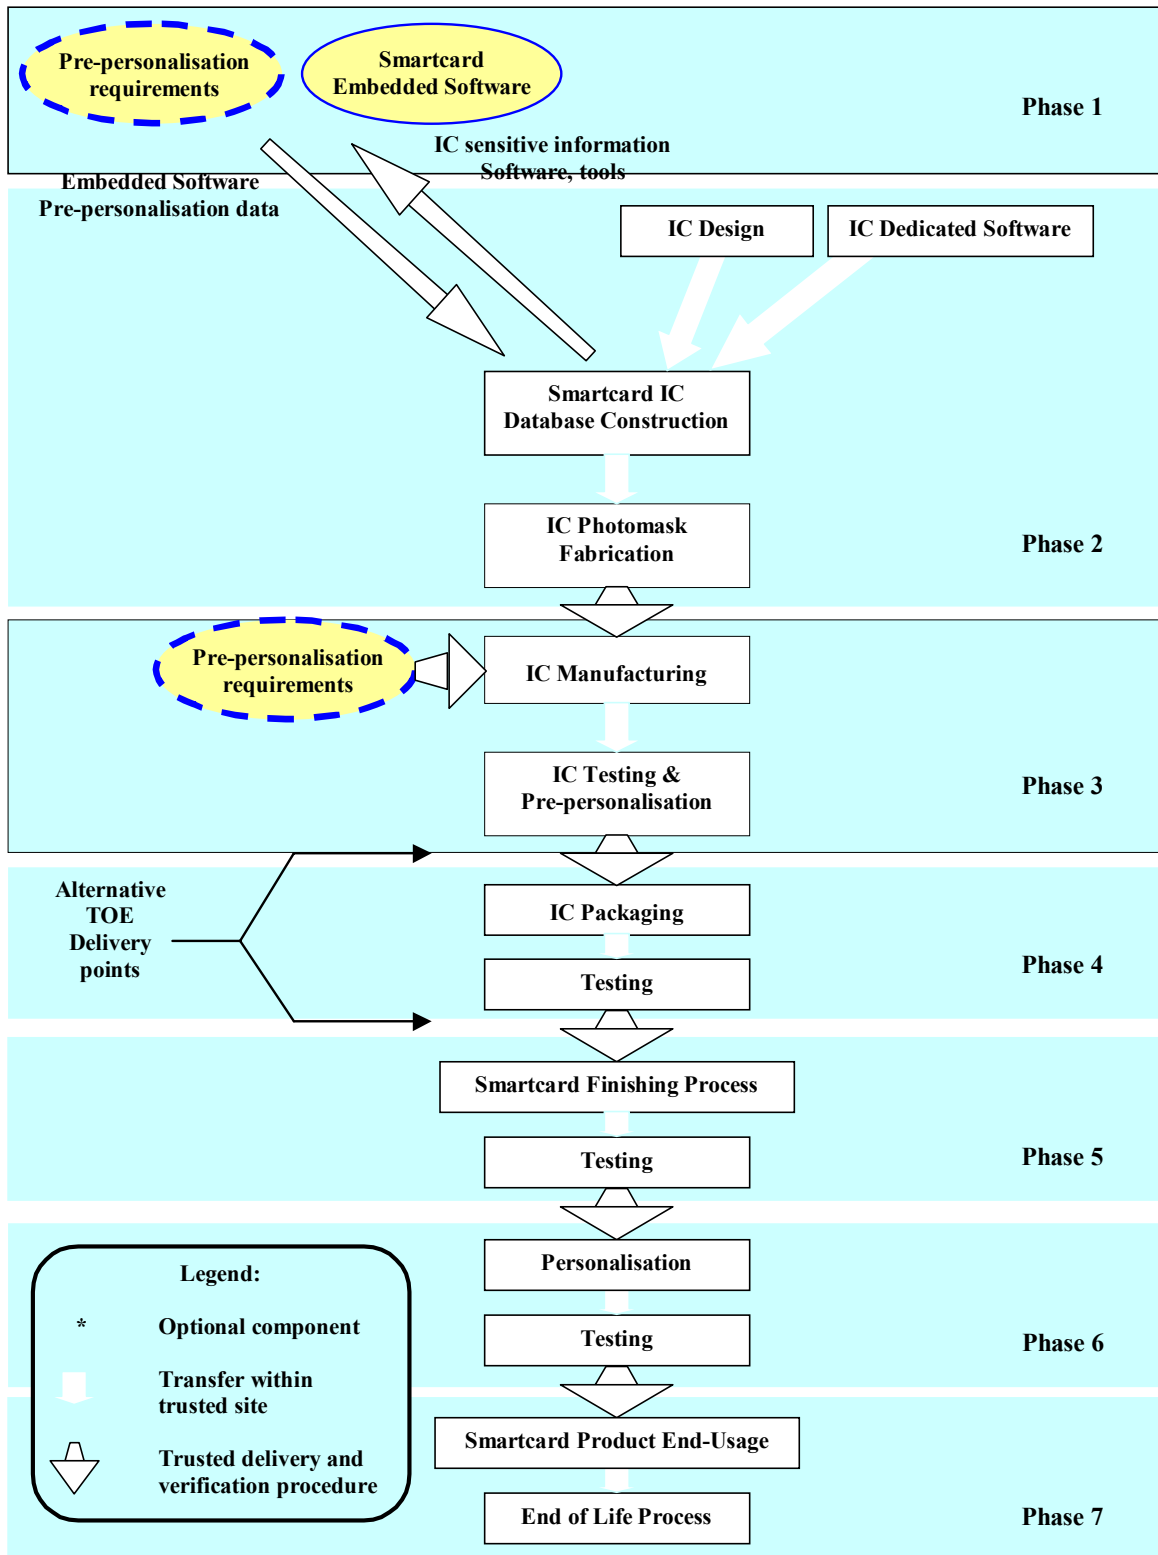 Pre-personalisation
requirements
Smartcard
Embedded Software
Phase 1
IC sensitive information
Software, tools
Embedded Software
Pre-personalisation data
IC Design
IC Dedicated Software
Smartcard IC
Database Construction
IC Photomask
Fabrication
Phase 2
Pre-personalisation
requirements
IC Manufacturing
IC Testing &
Pre-personalisation
Phase 3
Alternative
TOE
Delivery
points
IC Packaging
Testing
Phase 4
Smartcard Finishing Process
Testing
Phase 5
Personalisation
Testing
Phase 6
Legend:
* Optional component
Transfer within
trusted site
Trusted delivery and
verification procedure
Smartcard Product End-Usage
End of Life Process
Phase 7